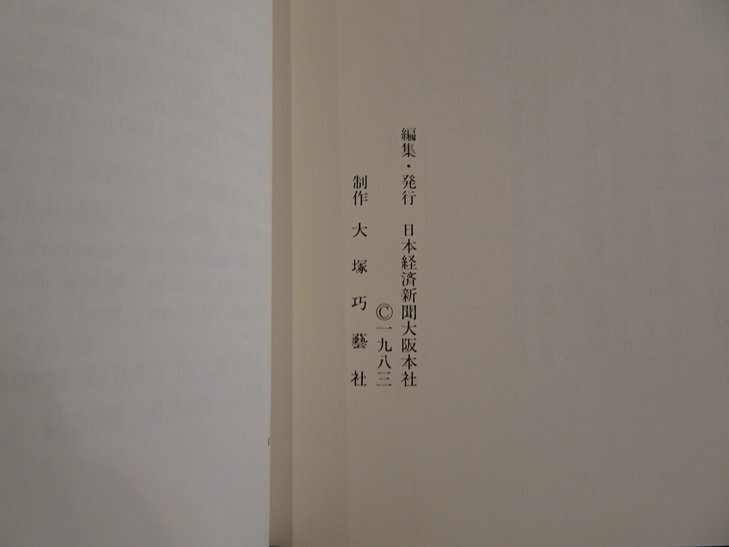 編集・発行 日本経済新聞大阪本社
©一九八三
制作 大塚巧藝社